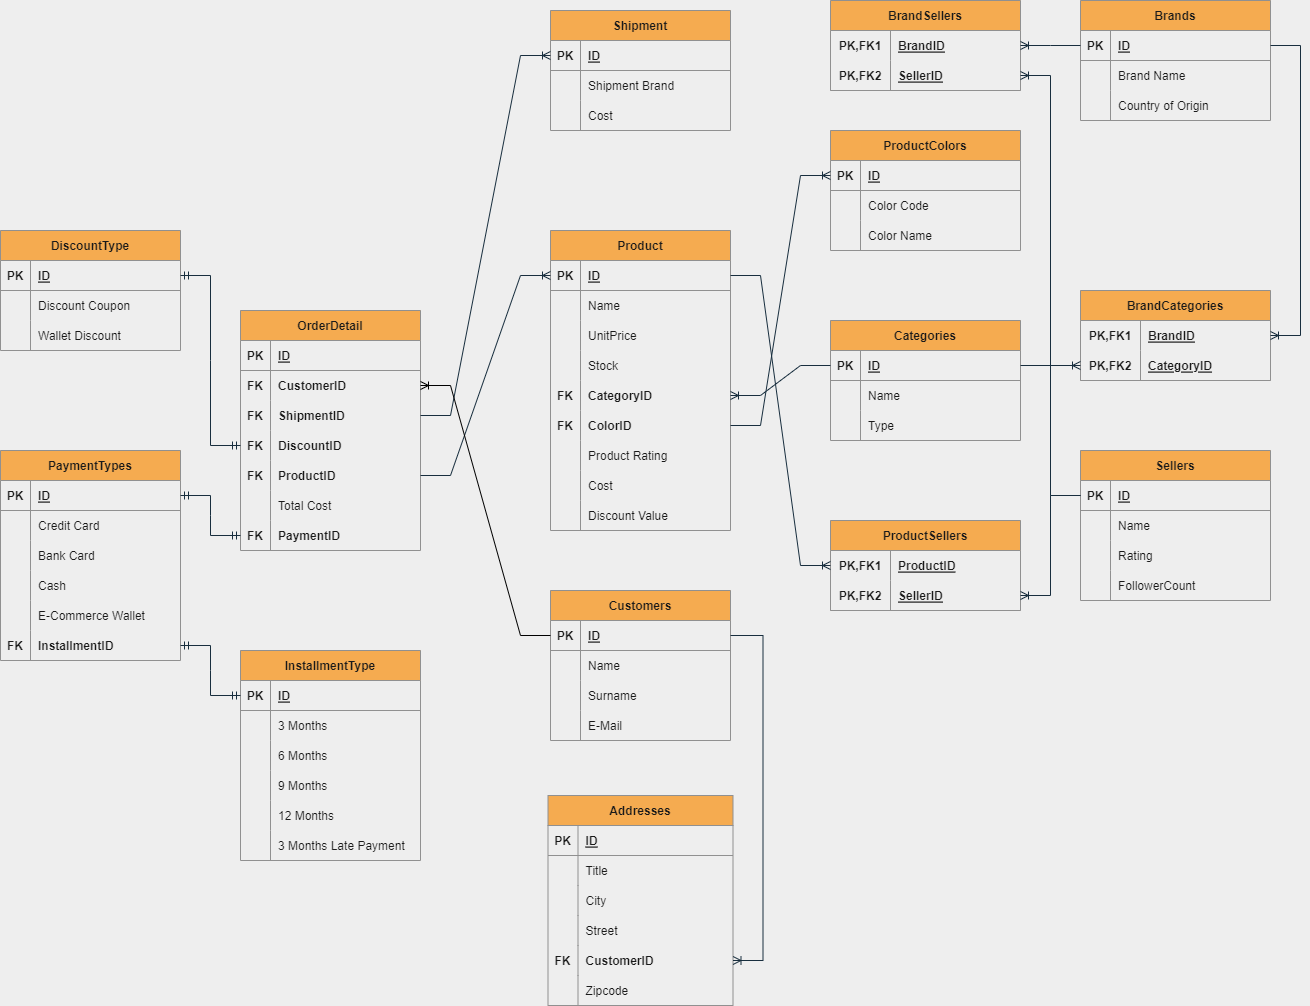 Shipment
PK ID
Shipment Brand
Cost
BrandSellers
PK,FK1 BrandID
PK,FK2 SellerID
Brands
PK ID
Brand Name
Country of Origin
ProductColors
PK ID
Color Code
Color Name
DiscountType
PK ID
Discount Coupon
Wallet Discount
Product
PK ID
Name
UnitPrice
Stock
FK CategoryID
FK ColorID
Product Rating
Cost
Discount Value
BrandCategories
PK,FK1 BrandID
PK,FK2 CategoryID
OrderDetail
PK ID
FK CustomerID
FK ShipmentID
FK DiscountID
FK ProductID
Total Cost
FK PaymentID
Categories
PK ID
Name
Type
PaymentTypes
PK ID
Credit Card
Bank Card
Cash
E-Commerce Wallet
FK InstallmentID
Sellers
PK ID
Name
Rating
FollowerCount
ProductSellers
PK,FK1 ProductID
PK,FK2 SellerID
Customers
PK ID
Name
Surname
E-Mail
InstallmentType
PK ID
3 Months
6 Months
9 Months
12 Months
3 Months Late Payment
Addresses
PK ID
Title
City
Street
FK CustomerID
Zipcode